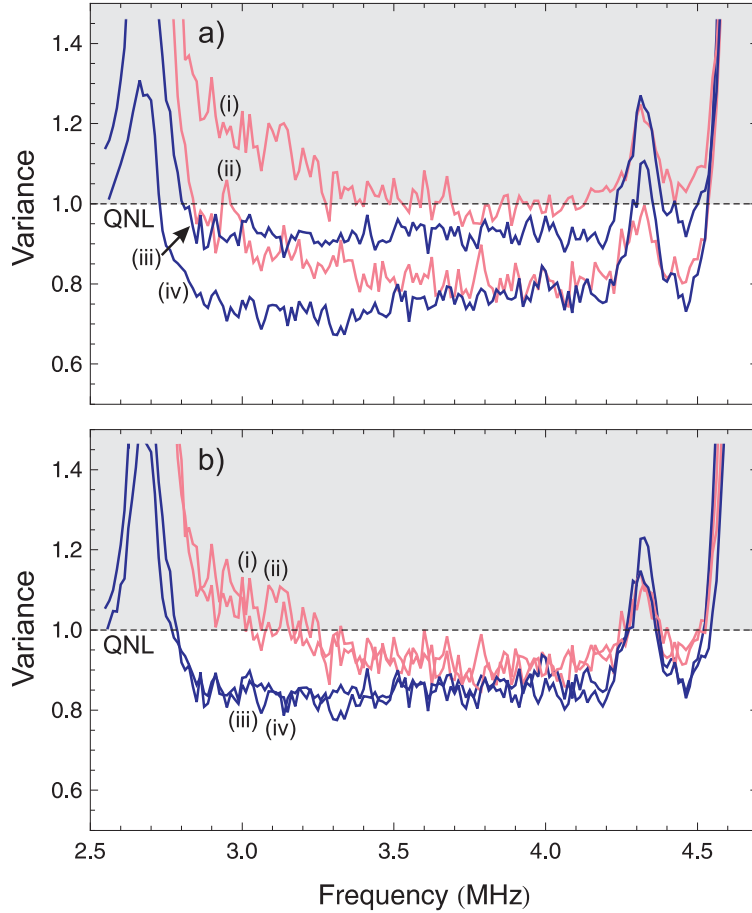 a)
1.4
(i)
1.2
(ii)
1.0
QNL
(iii)
0.8
(iv)
0.6
Variance
b)
1.4
(i) (ii)
1.2
1.0
QNL
0.8
(iii) (iv)
0.6
Variance
2.5 3.0 3.5 4.0 4.5
Frequency (MHz)